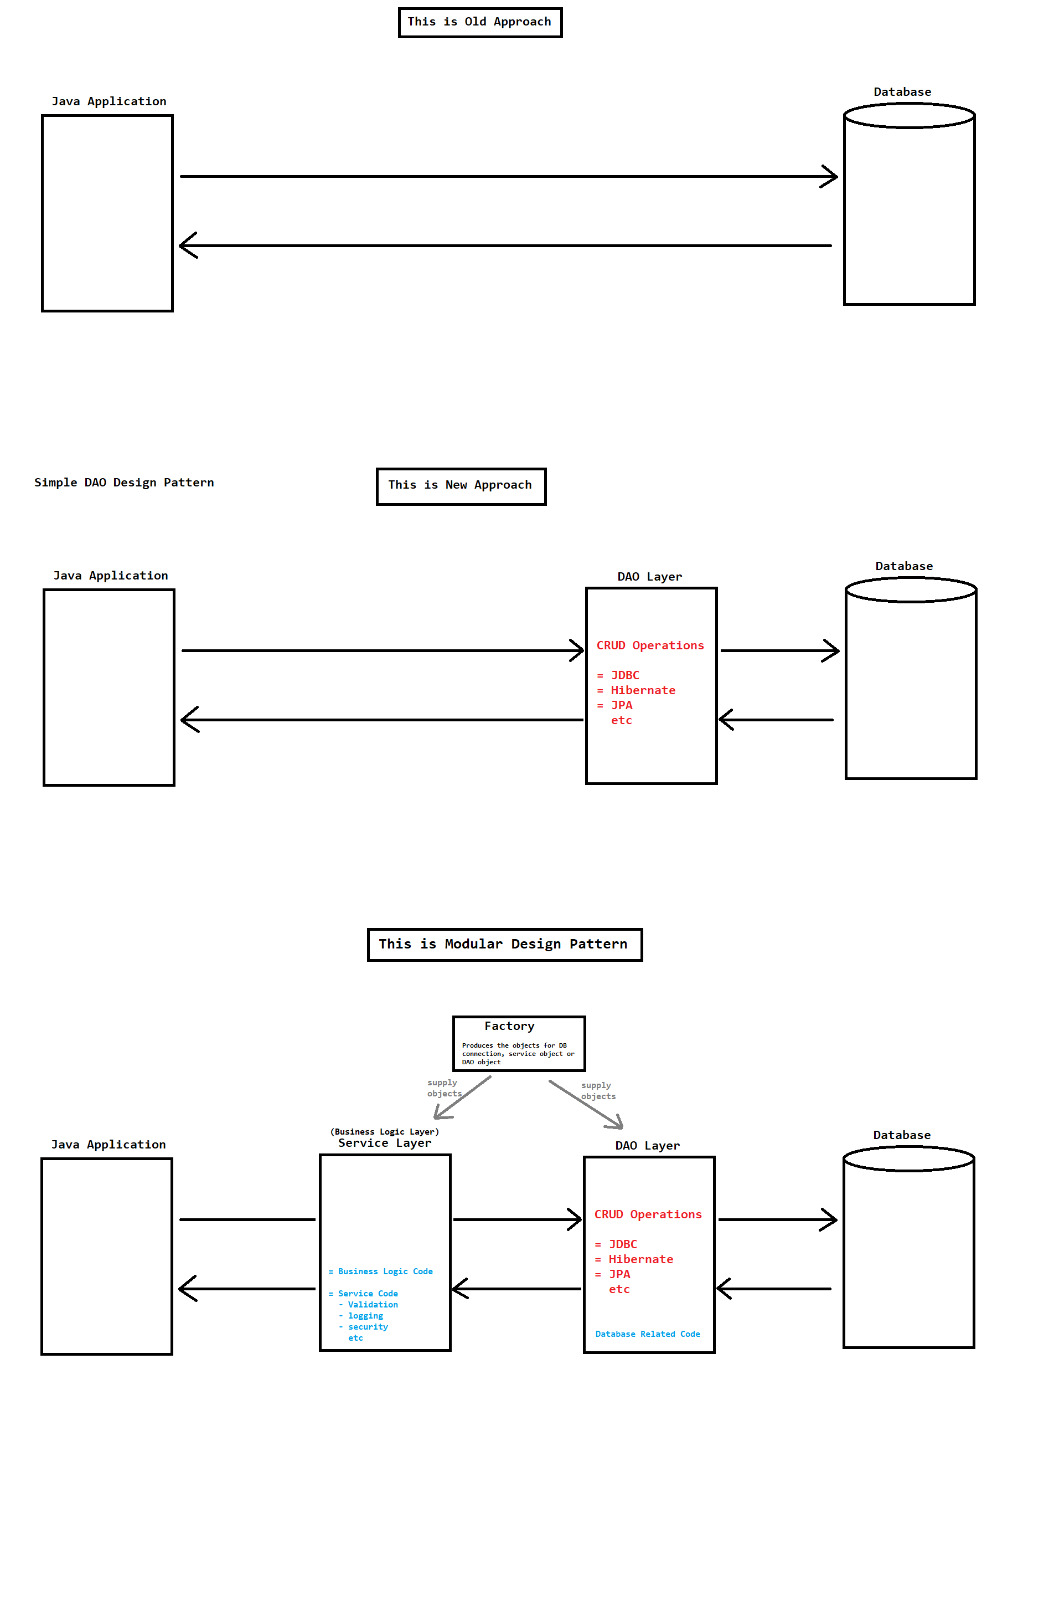 This is Old Approach
Java Application
Database
Simple DAO Design Pattern
This is New Approach
Java Application
DAO Layer
Database
CRUD Operations
= JDBC
= Hibernate
= JPA
etc
This is Modular Design Pattern
Factory
Produces the objects for DB
connection, service object or
DAO object
supply
objects
supply
objects
Java Application
(Business Logic Layer)
Service Layer
DAO Layer
Database
= Business Logic Code
= Service Code
- Validation
- logging
- security
etc
CRUD Operations
= JDBC
= Hibernate
= JPA
etc
Database Related Code